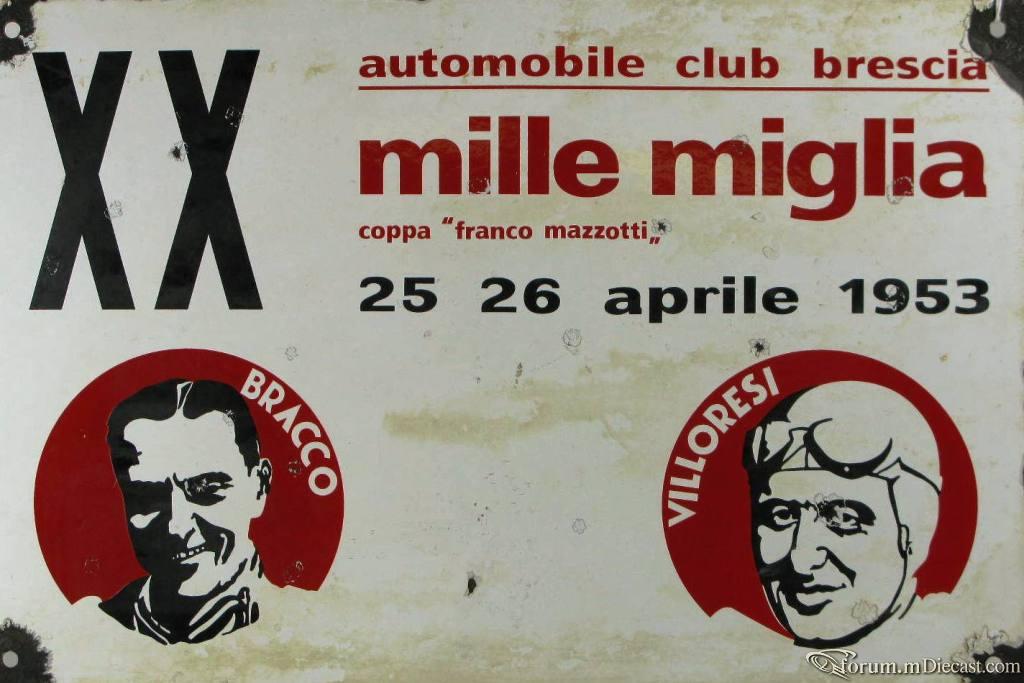 XX
automobile club brescia
mille miglia
coppa “franco mazzotti„
25 26 aprile 1953
BRACCO
VILLORESI
forum.mDiecast.com